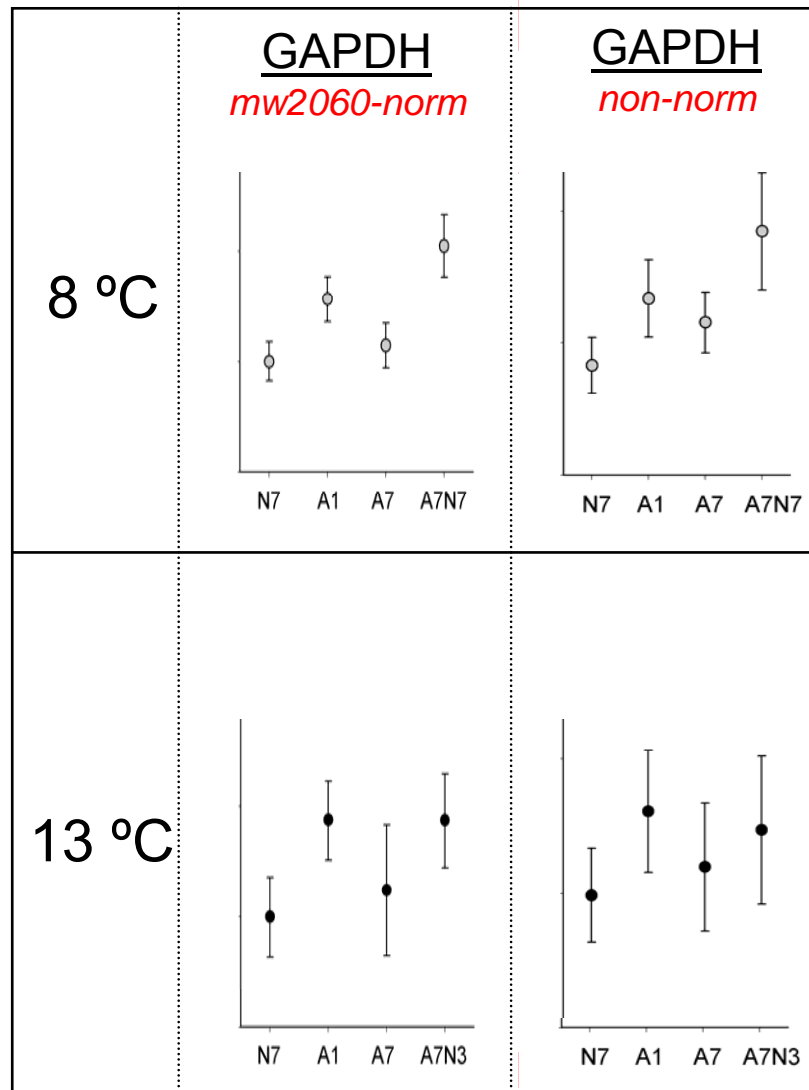 GAPDH
mw2060-norm
GAPDH
non-norm
8 ºC
N7 A1 A7 A7N7
N7 A1 A7 A7N7
13 ºC
N7 A1 A7 A7N3
N7 A1 A7 A7N3